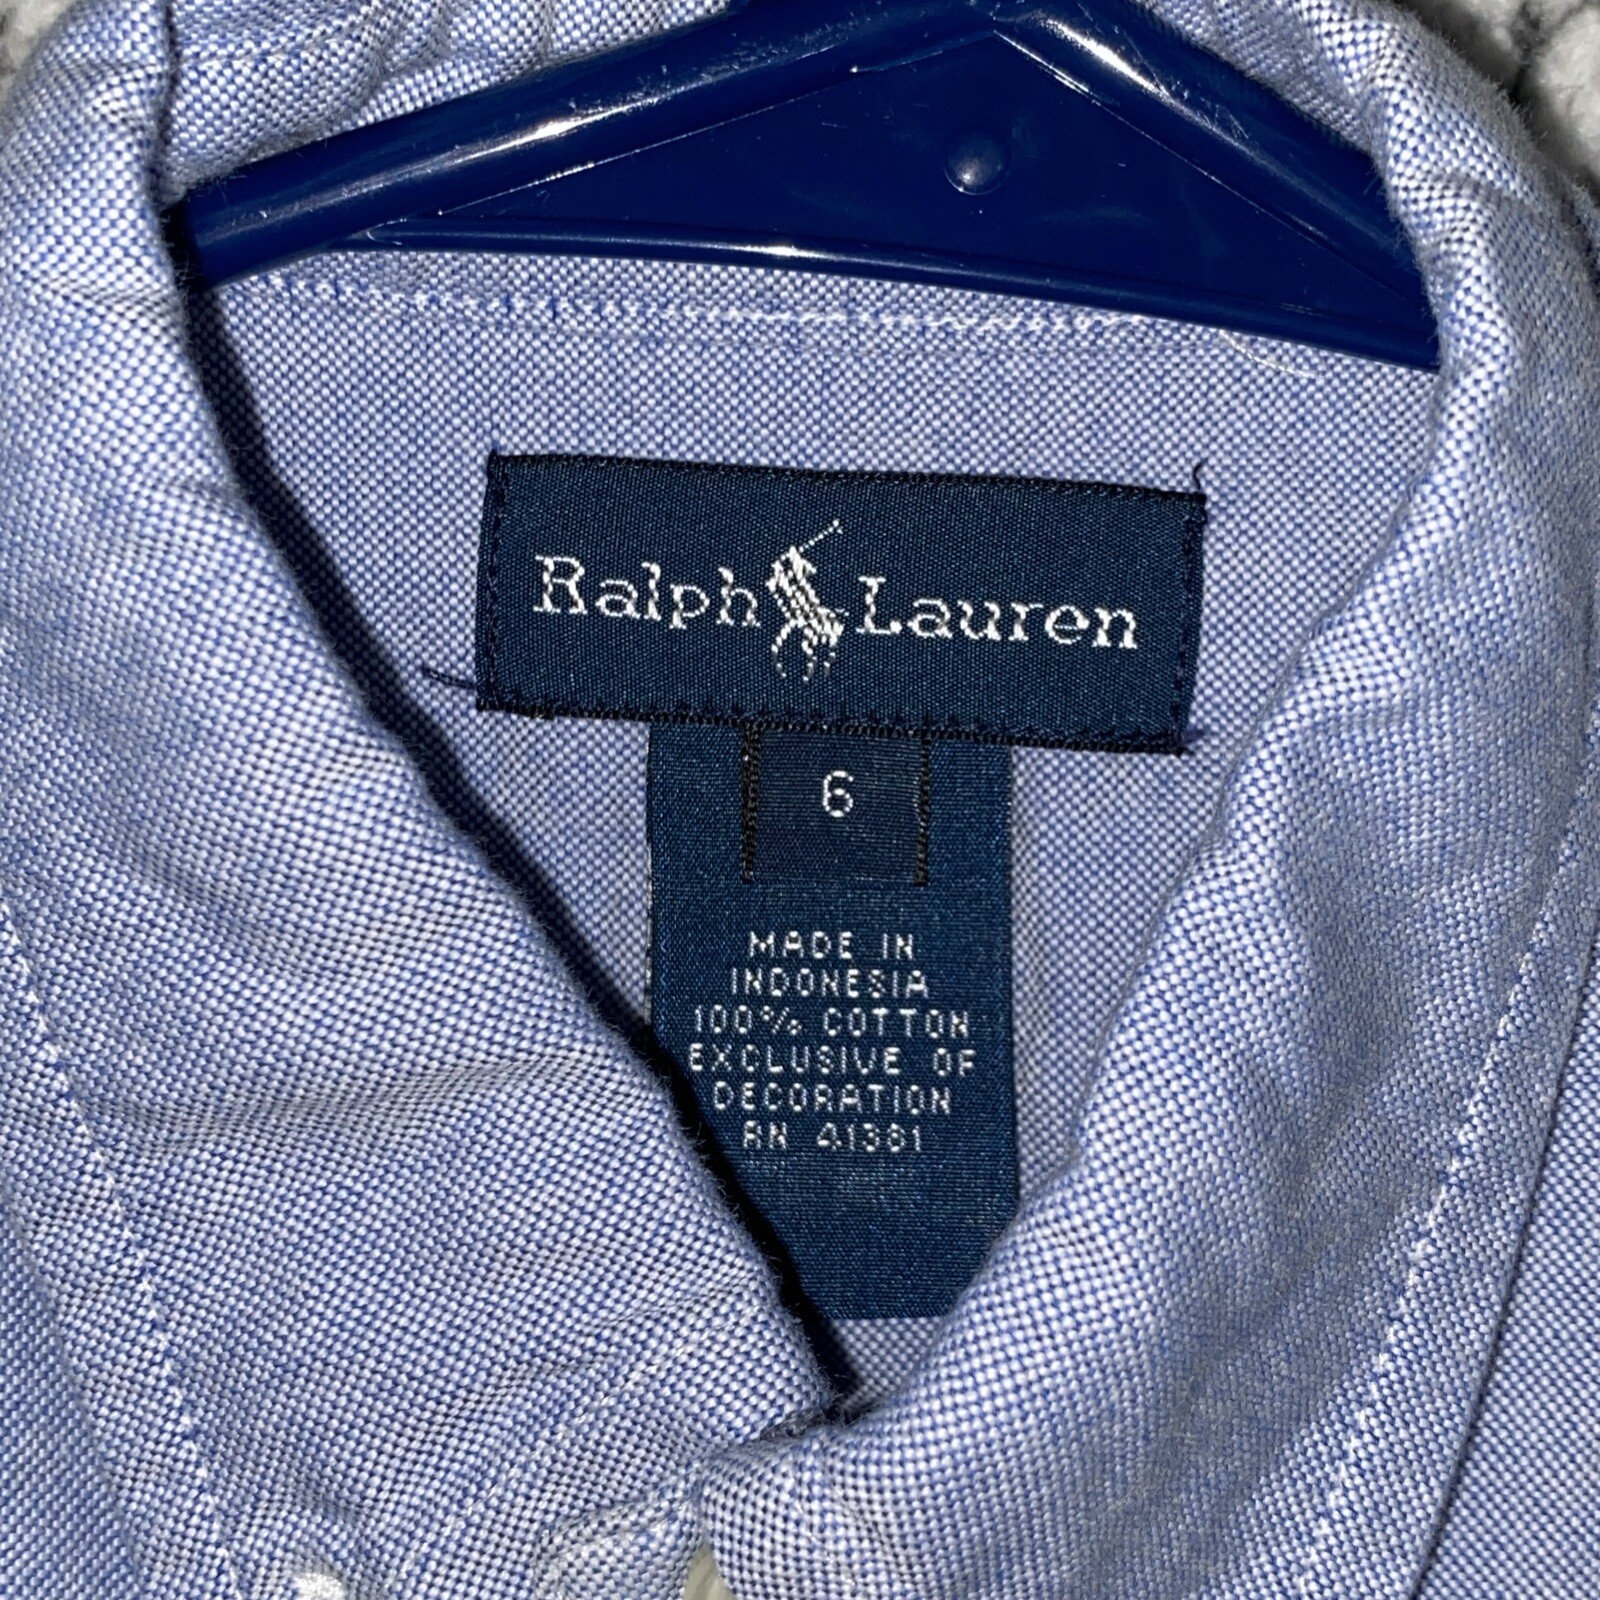 Ralph Lauren
6
MADE IN
INDONESIA
100% COTTON
EXCLUSIVE OF
DECORATION
RN 41381